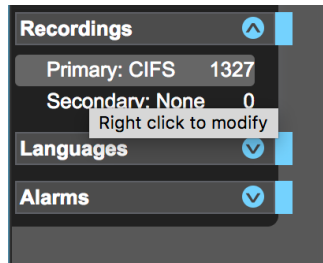 Recordings
Primary: CIFS 1327
Secondary: None 0
Right click to modify
Languages
Alarms